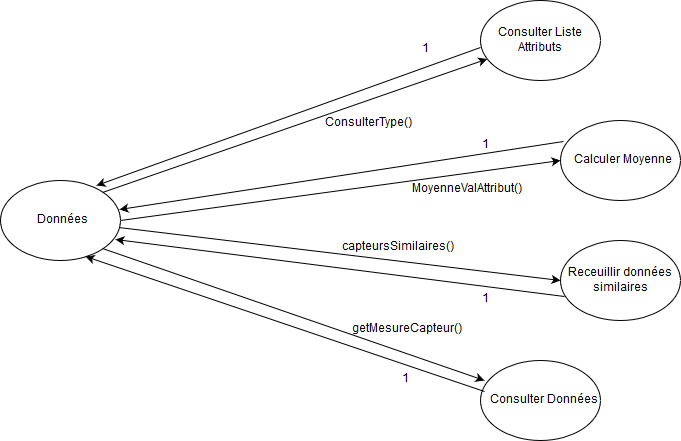 Consulter Liste
Attributs
1
ConsulterType()
1
Calculer Moyenne
MoyenneValAttribut()
Données
capteursSimilaires()
Receuillir données
similaires
1
getMesureCapteur()
1
Consulter Données